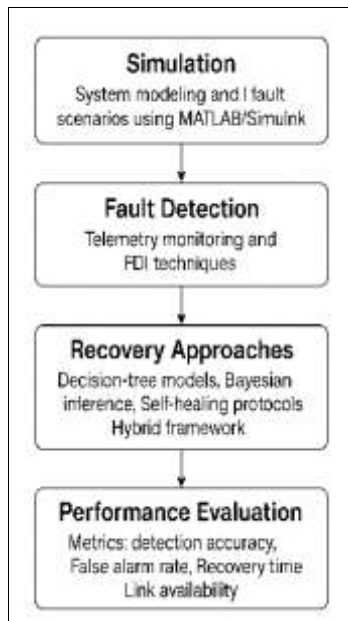 Simulation
System modeling and l fault
scenarios using MATLAB/Simuink
Fault Detection
Telemetry monitoring and
FDI techniques
Recovery Approaches
Decision-tree models, Bayesian
inference, Self-healing protocols
Hybrid framework
Performance Evaluation
Metrics: detection accuracy,
False alarm rate, Recovery time
Link availability